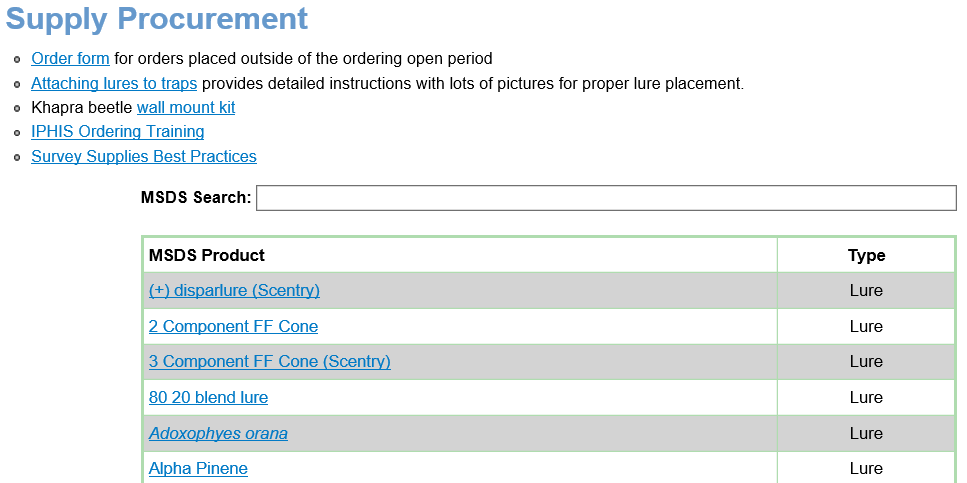 Supply Procurement
Order form for orders placed outside of the ordering open period
Attaching lures to traps provides detailed instructions with lots of pictures for proper lure placement.
Khapra beetle wall mount kit
IPHIS Ordering Training
Survey Supplies Best Practices
MSDS Search:
MSDS Product Type
(+) disparlure (Scentry) Lure
2 Component FF Cone Lure
3 Component FF Cone (Scentry) Lure
80 20 blend lure Lure
Adoxophyes orana Lure
Alpha Pinene Lure